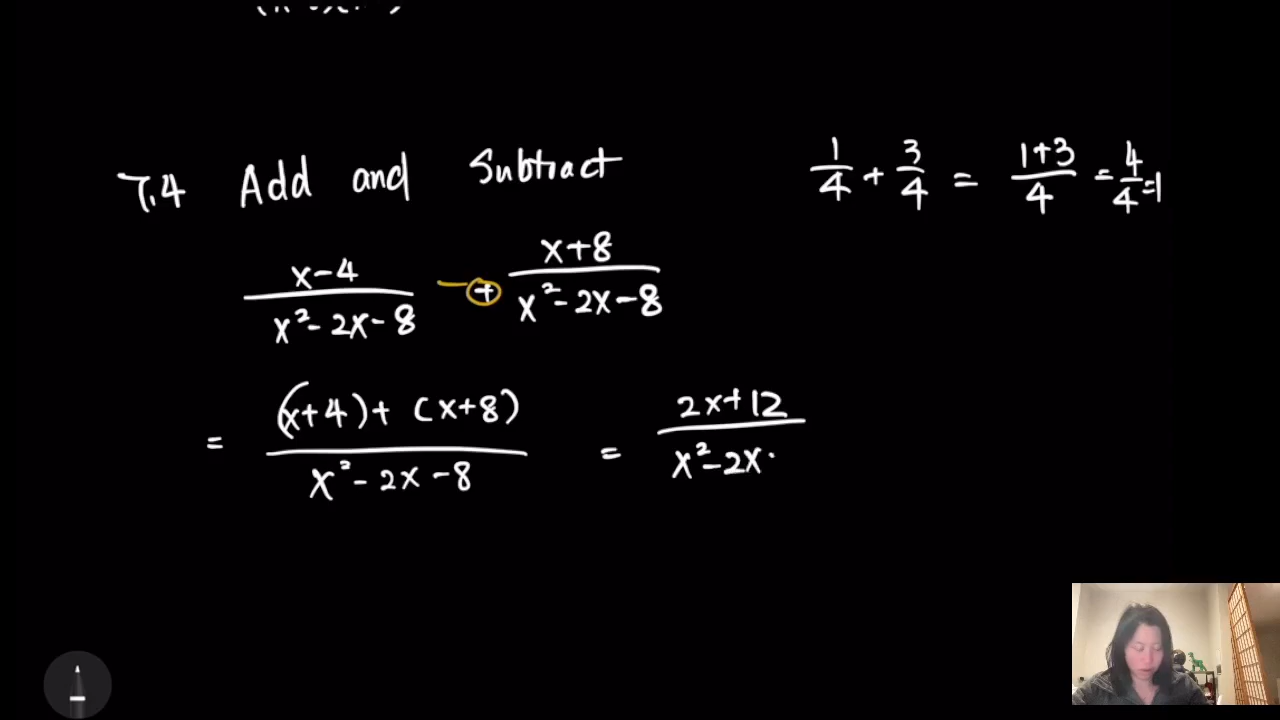 7.4 Add and Subtract
1/4 + 3/4 = (1+3)/4 = 4/4 = 1
(x-4)/(x²-2x-8) - + (x+8)/(x²-2x-8)
= ((x+4)+(x+8))/(x²-2x-8) = (2x+12)/(x²-2x